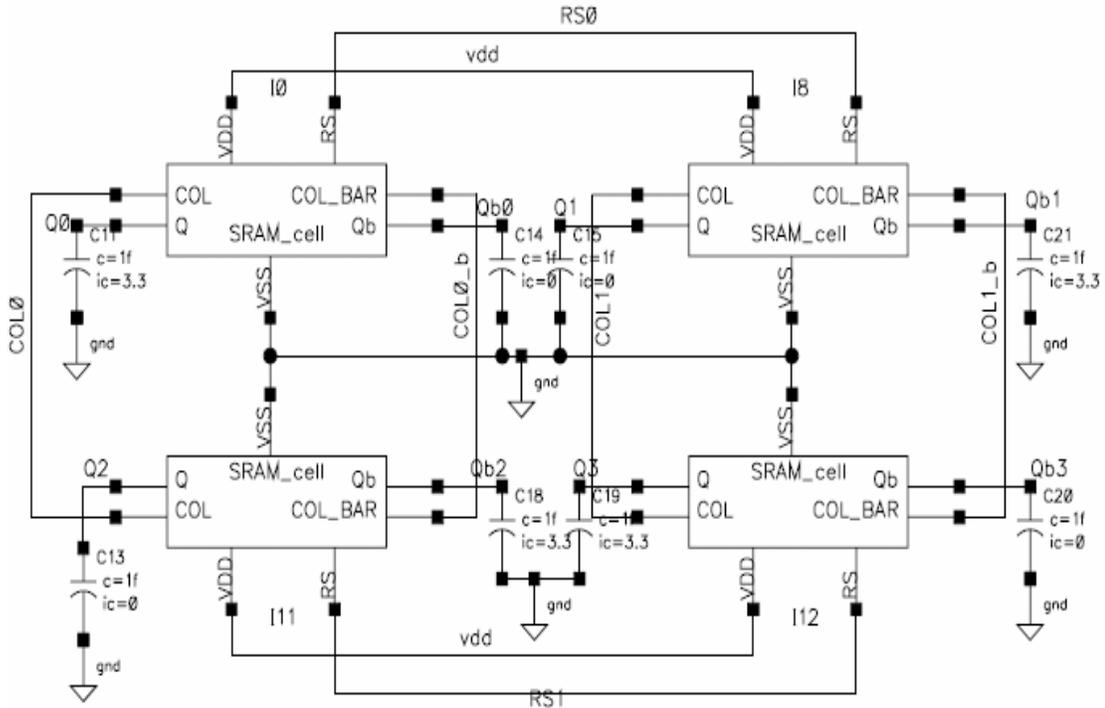 RS0
vdd
I0
I8
VDD
RS
VDD
RS
COL
COL_BAR
COL
COL_BAR
Q0
Q
SRAM_cell
Qb
Qb0
Q1
Q
SRAM_cell
Qb
Qb1
C11
c=1f
ic=3.3
C14
c=1f
ic=0
C15
c=1f
ic=0
C21
c=1f
ic=3.3
VSS
VSS
COL0
COL0_b
COL1
COL1_b
gnd
gnd
gnd
VSS
VSS
Q2
Q
SRAM_cell
Qb
Qb2
Q3
Q
SRAM_cell
Qb
Qb3
COL
COL_BAR
COL
COL_BAR
C18
c=1f
ic=3.3
C19
c=1f
ic=3.3
C20
c=1f
ic=0
C13
c=1f
ic=0
VDD
RS
VDD
RS
gnd
gnd
I11
I12
vdd
gnd
RS1